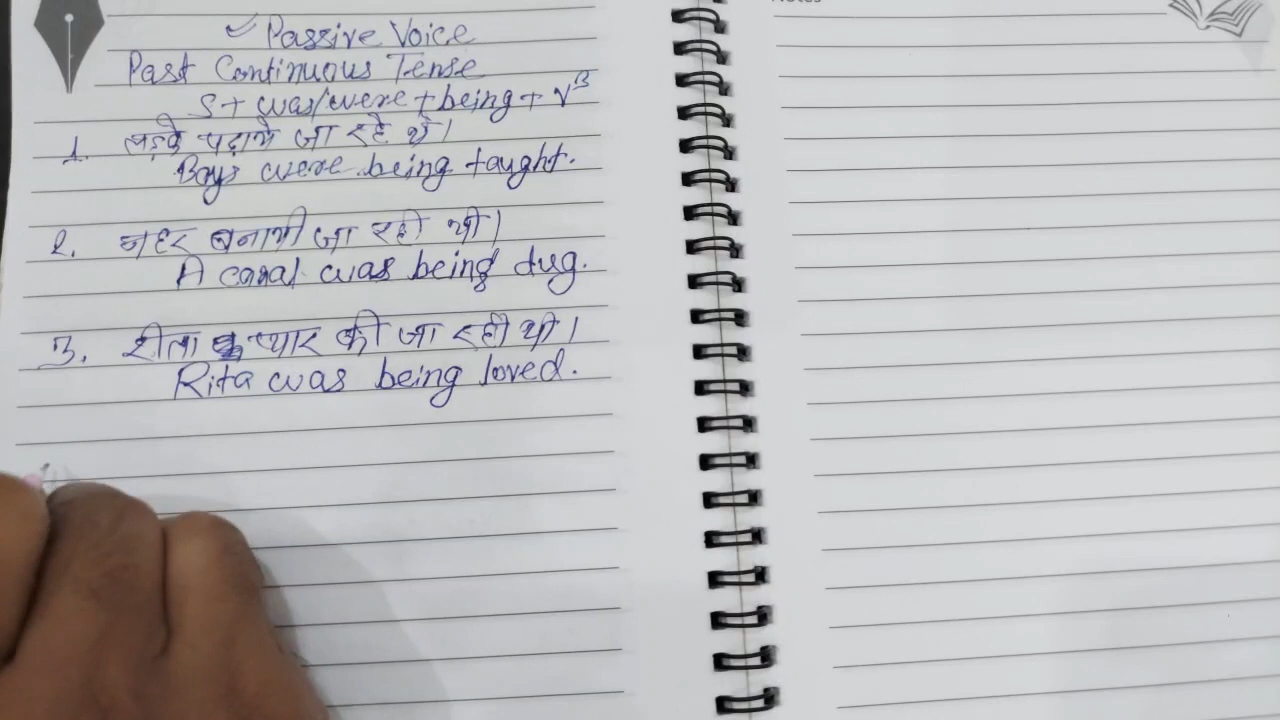 Passive Voice
Past Continuous Tense
S + was/were + being + V³
1. लड़के पढ़ाये जा रहे थे।
Boys were being taught.
2. नहर बनायी जा रही थी।
A canal was being dug.
3. रीता प्यार की जा रही थी।
Rita was being loved.